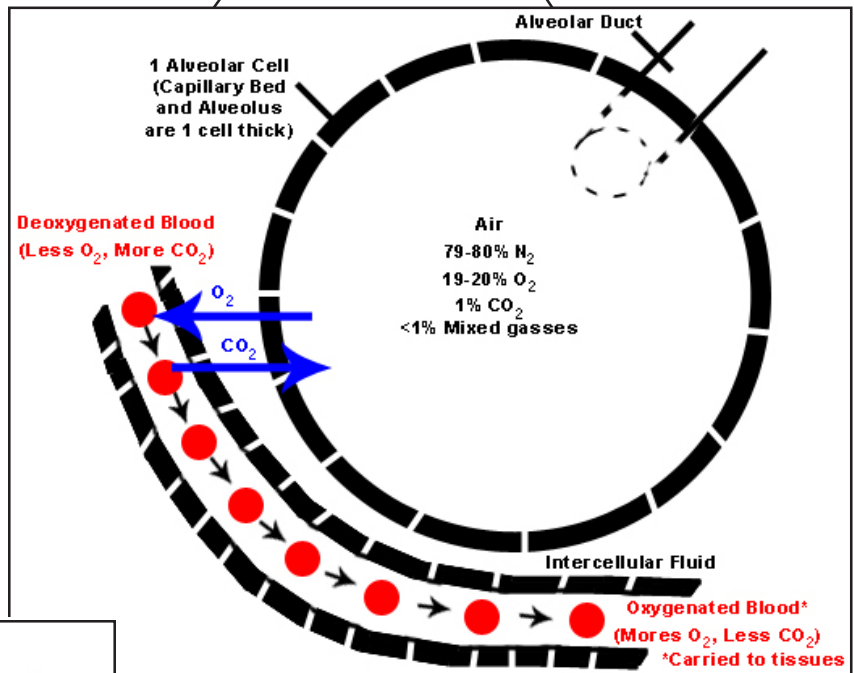 Alveolar Duct
1 Alveolar Cell
(Capillary Bed
and Alveolus
are 1 cell thick)
Deoxygenated Blood
(Less O₂, More CO₂)
Air
79-80% N₂
19-20% O₂
1% CO₂
<1% Mixed gasses
O₂
CO₂
Intercellular Fluid
Oxygenated Blood*
(Mores O₂, Less CO₂)
*Carried to tissues